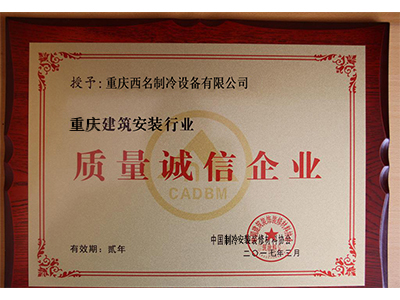 授予：重庆西名制冷设备有限公司
重庆建筑安装行业
质量诚信企业
CADBM
中国制冷安装装修材料协会
有效期：贰年
二〇一七年三月